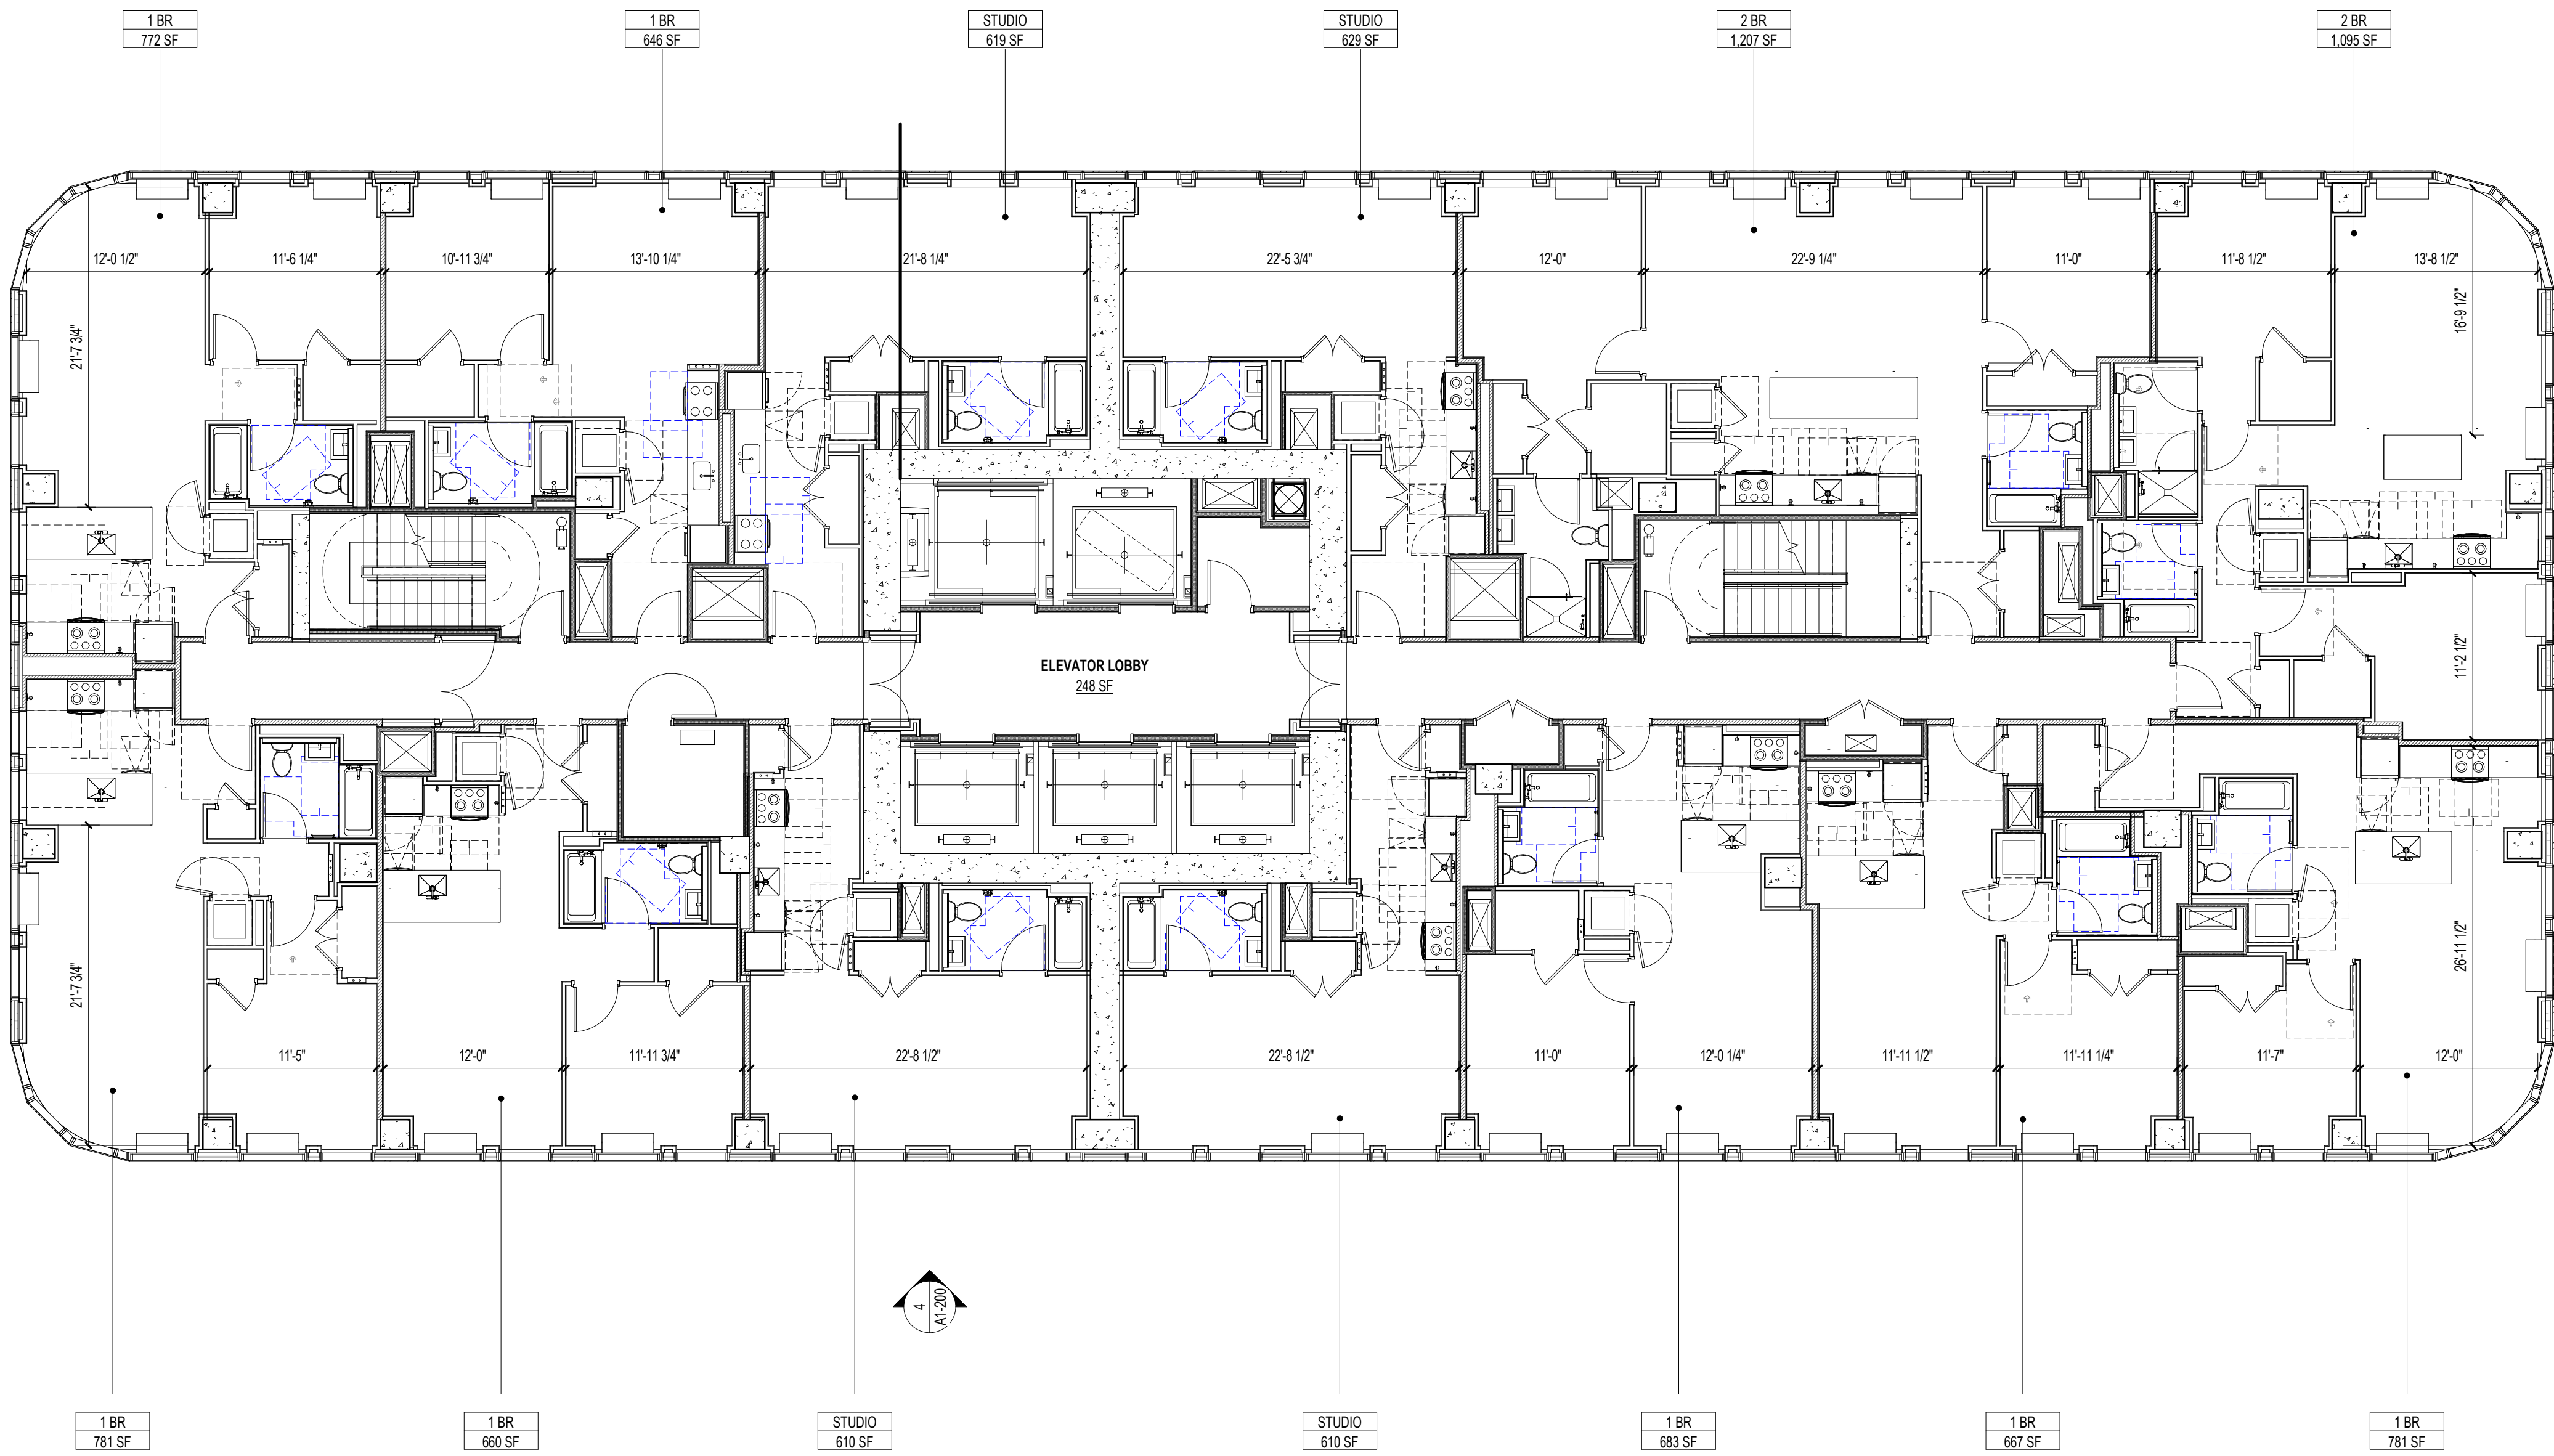 1 BR
772 SF
1 BR
646 SF
STUDIO
619 SF
STUDIO
629 SF
2 BR
1,207 SF
2 BR
1,095 SF
12'-0 1/2"
11'-6 1/4"
10'-11 3/4"
13'-10 1/4"
21'-8 1/4"
22'-5 3/4"
12'-0"
22'-9 1/4"
11'-0"
11'-8 1/2"
13'-8 1/2"
21'-7 3/4"
16'-9 1/2"
ELEVATOR LOBBY
248 SF
11'-2 1/2"
21'-7 3/4"
26'-11 1/2"
11'-5"
12'-0"
11'-11 3/4"
22'-8 1/2"
22'-8 1/2"
11'-0"
12'-0 1/4"
11'-11 1/2"
11'-11 1/4"
11'-7"
12'-0"
4
A1-200
1 BR
781 SF
1 BR
660 SF
STUDIO
610 SF
STUDIO
610 SF
1 BR
683 SF
1 BR
667 SF
1 BR
781 SF